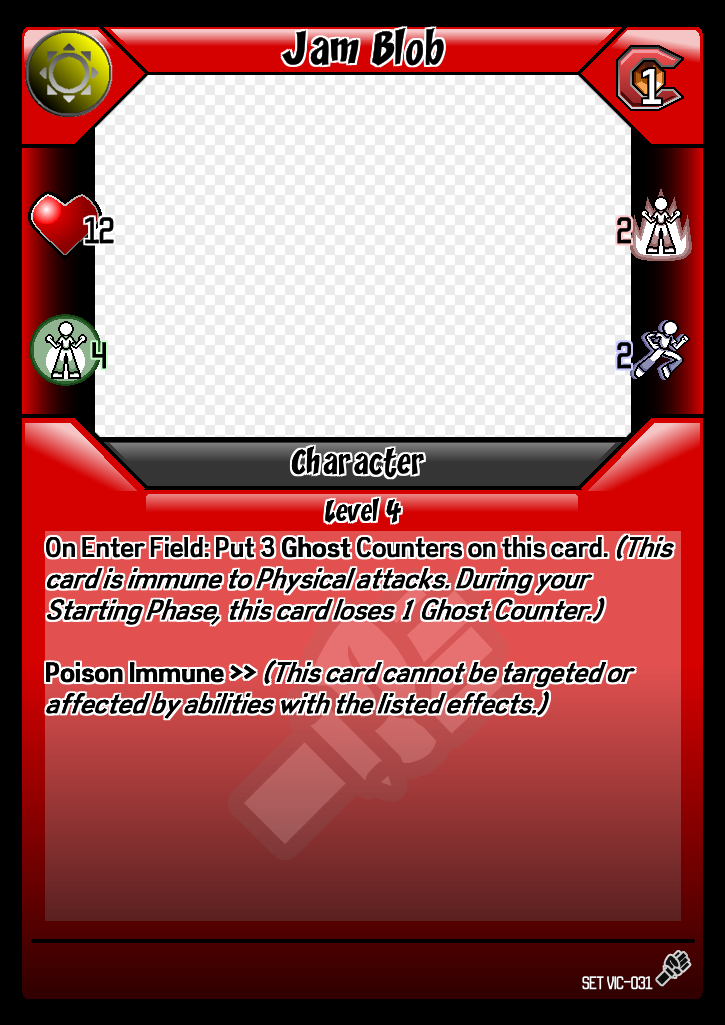 Jam Blob
1
12
2
4
2
Character
Level 4
On Enter Field: Put 3 Ghost Counters on this card. (This
card is immune to Physical attacks. During your
Starting Phase, this card loses 1 Ghost Counter.)
Poison Immune >> (This card cannot be targeted or
affected by abilities with the listed effects.)
SET VIC-031